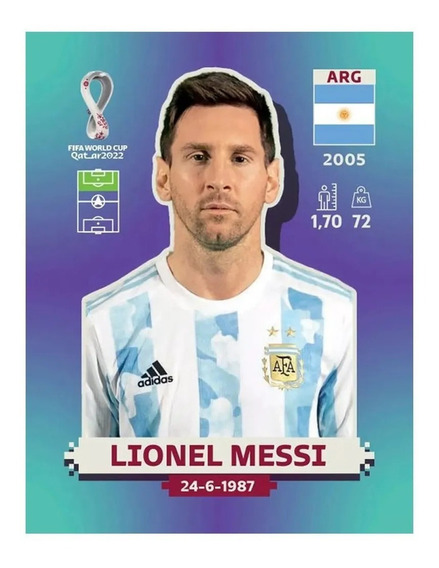 FIFA WORLD CUP
Qatar2022
ARG
2005
KG
1,70 72
adidas
AFA
LIONEL MESSI
24-6-1987